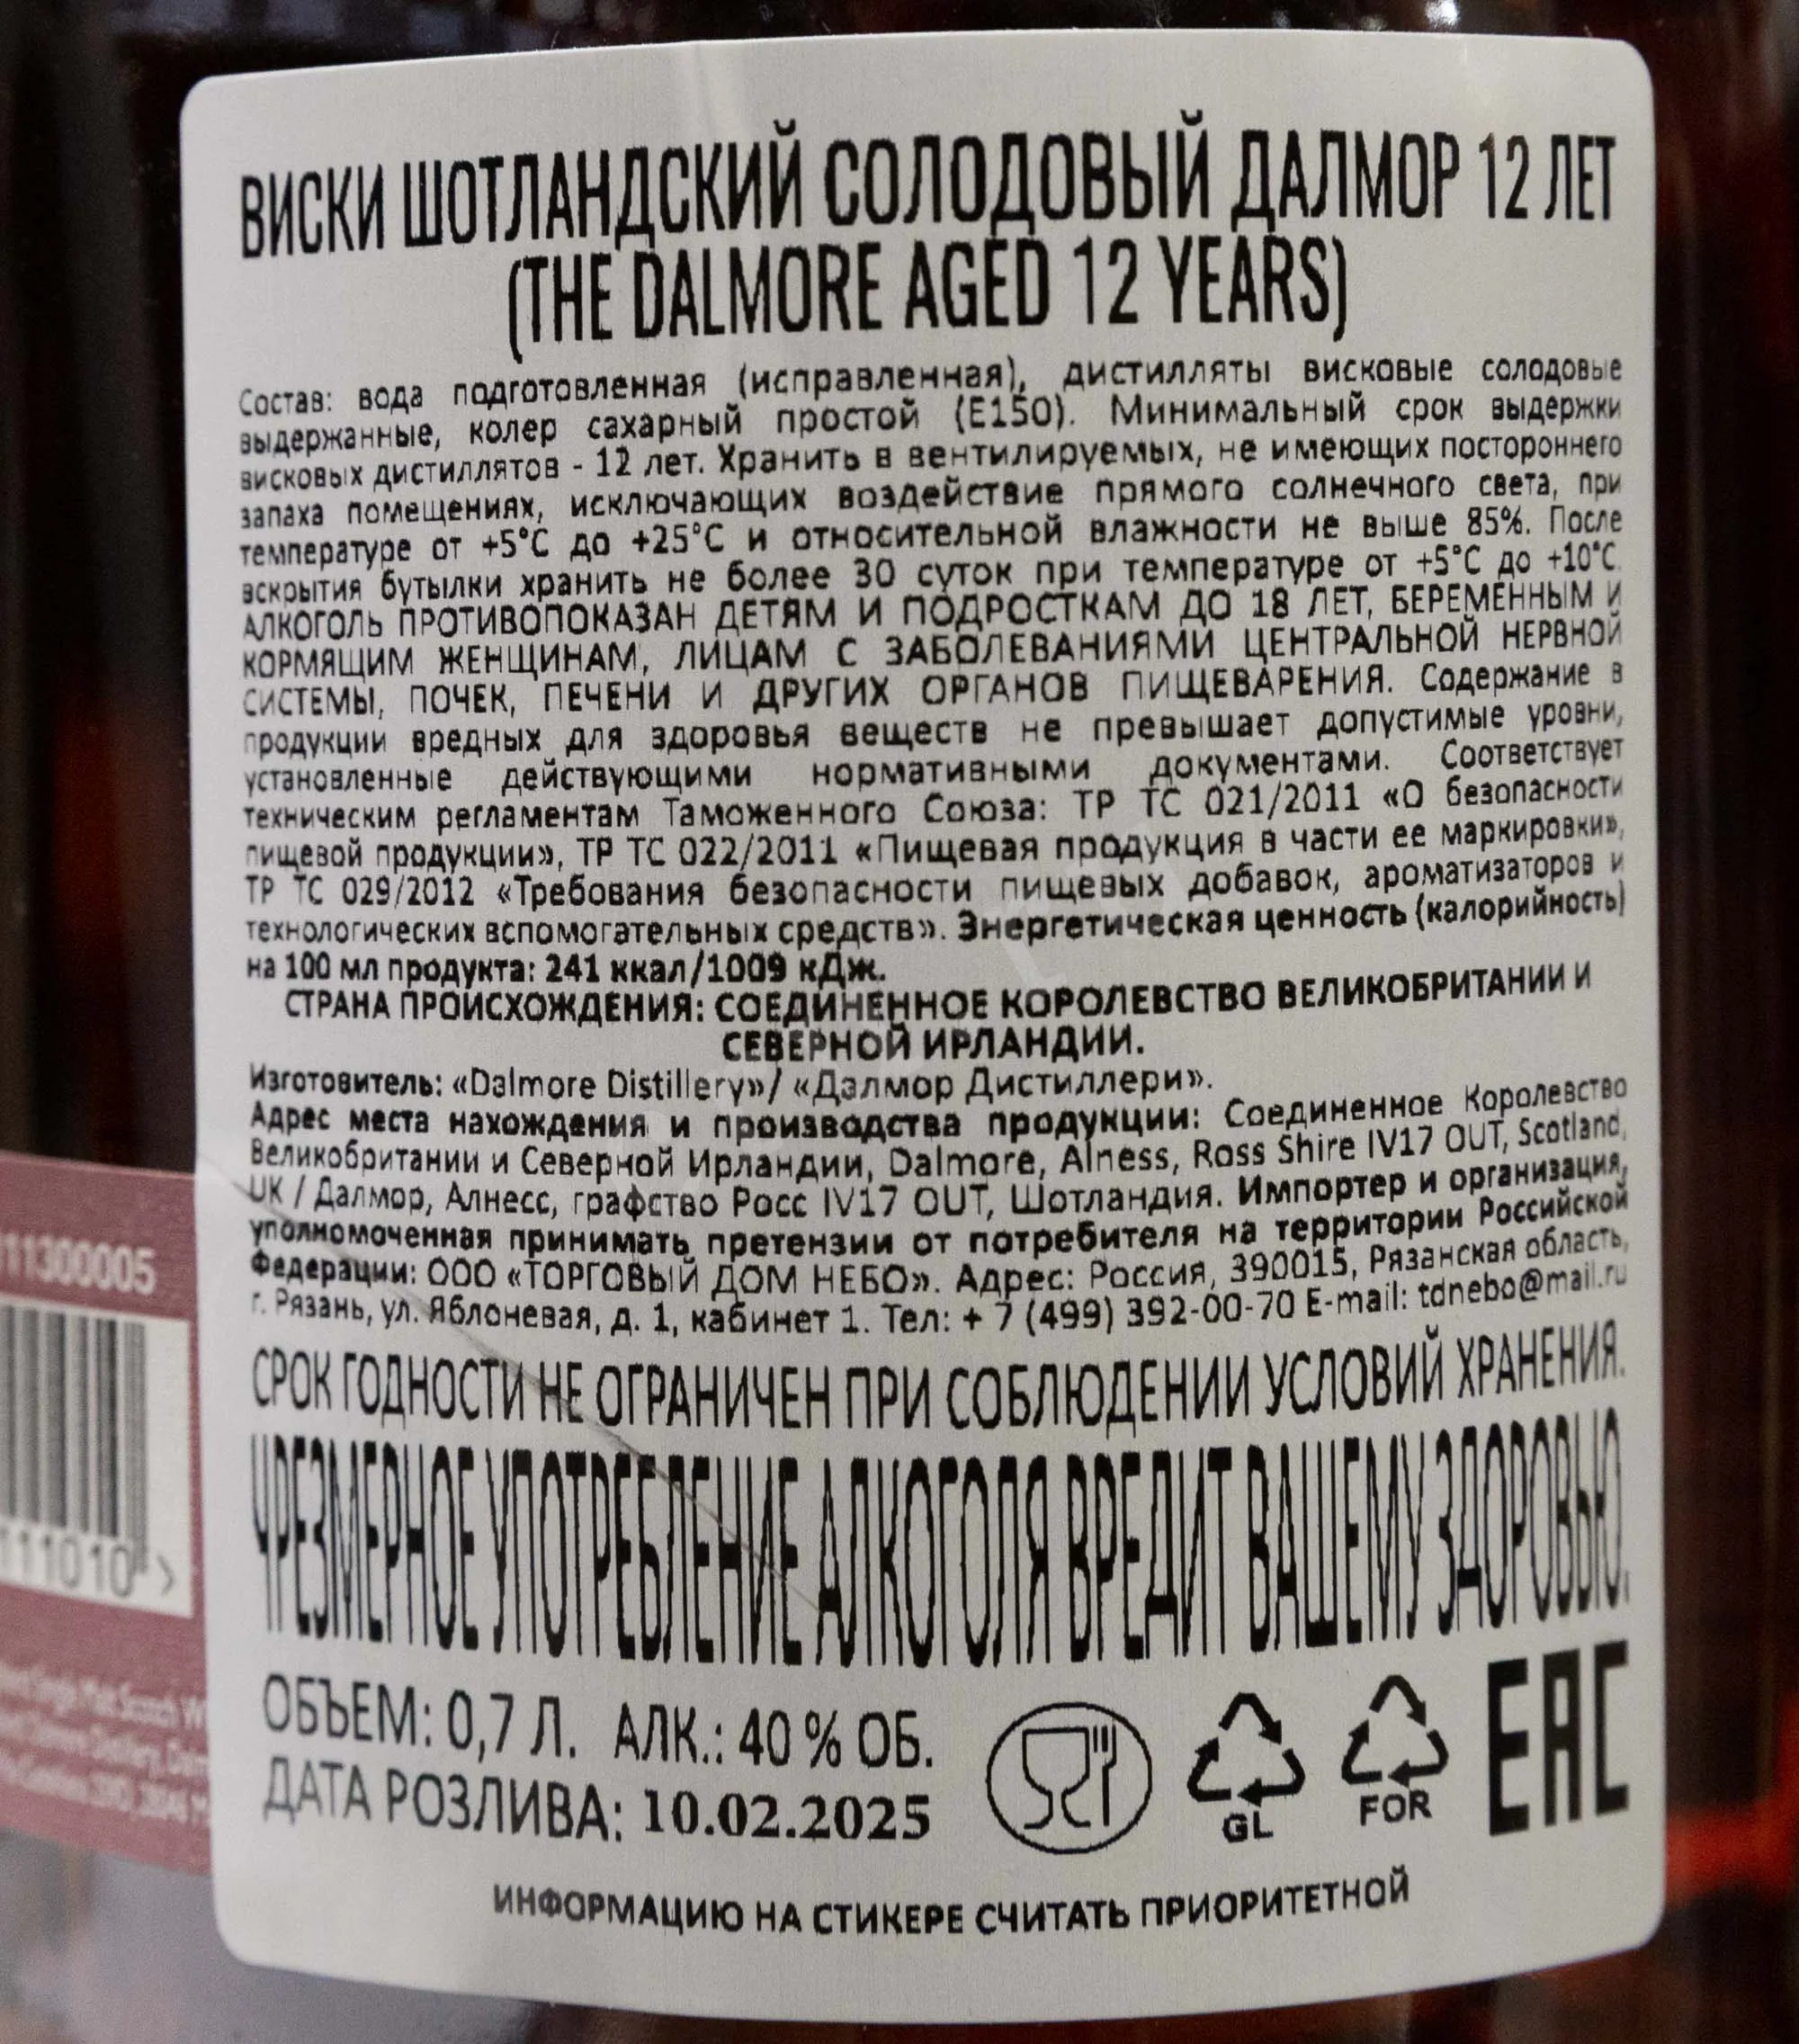 ВИСКИ ШОТЛАНДСКИЙ СОЛОДОВЫЙ ДАЛМОР 12 ЛЕТ
(THE DALMORE AGED 12 YEARS)
Состав: вода подготовленная (исправленная), дистилляты висковые солодовые
выдержанные, колер сахарный простой (Е150). Минимальный срок выдержки
висковых дистиллятов - 12 лет. Хранить в вентилируемых, не имеющих постороннего
запаха помещениях, исключающих воздействие прямого солнечного света, при
температуре от +5°С до +25°С и относительной влажности не выше 85%. После
вскрытия бутылки хранить не более 30 суток при температуре от +5°С до +10°С.
АЛКОГОЛЬ ПРОТИВОПОКАЗАН ДЕТЯМ И ПОДРОСТКАМ ДО 18 ЛЕТ, БЕРЕМЕННЫМ И
КОРМЯЩИМ ЖЕНЩИНАМ, ЛИЦАМ С ЗАБОЛЕВАНИЯМИ ЦЕНТРАЛЬНОЙ НЕРВНОЙ
СИСТЕМЫ, ПОЧЕК, ПЕЧЕНИ И ДРУГИХ ОРГАНОВ ПИЩЕВАРЕНИЯ. Содержание в
продукции вредных для здоровья веществ не превышает допустимые уровни,
установленные действующими нормативными документами. Соответствует
техническим регламентам Таможенного Союза: ТР ТС 021/2011 «О безопасности
пищевой продукции», ТР ТС 022/2011 «Пищевая продукция в части ее маркировки»,
ТР ТС 029/2012 «Требования безопасности пищевых добавок, ароматизаторов и
технологических вспомогательных средств». Энергетическая ценность (калорийность)
на 100 мл продукта: 241 ккал/1009 кДж.
СТРАНА ПРОИСХОЖДЕНИЯ: СОЕДИНЕННОЕ КОРОЛЕВСТВО ВЕЛИКОБРИТАНИИ И
СЕВЕРНОЙ ИРЛАНДИИ.
Изготовитель: «Dalmore Distillery»/ «Далмор Дистиллери».
Адрес места нахождения и производства продукции: Соединенное Королевство
Великобритании и Северной Ирландии, Dalmore, Alness, Ross Shire IV17 OUT, Scotland,
UK / Далмор, Алнесс, графство Росс IV17 OUT, Шотландия. Импортер и организация,
уполномоченная принимать претензии от потребителя на территории Российской
Федерации: ООО «ТОРГОВЫЙ ДОМ НЕБО». Адрес: Россия, 390015, Рязанская область,
г. Рязань, ул. Яблоневая, д. 1, кабинет 1. Тел: + 7 (499) 392-00-70 E-mail: tdnebo@mail.ru
СРОК ГОДНОСТИ НЕ ОГРАНИЧЕН ПРИ СОБЛЮДЕНИИ УСЛОВИЙ ХРАНЕНИЯ.
ЧРЕЗМЕРНОЕ УПОТРЕБЛЕНИЕ АЛКОГОЛЯ ВРЕДИТ ВАШЕМУ ЗДОРОВЬЮ.
ОБЪЕМ: 0,7 Л. АЛК.: 40 % ОБ.
ДАТА РОЗЛИВА: 10.02.2025
GL
FOR
EAC
ИНФОРМАЦИЮ НА СТИКЕРЕ СЧИТАТЬ ПРИОРИТЕТНОЙ